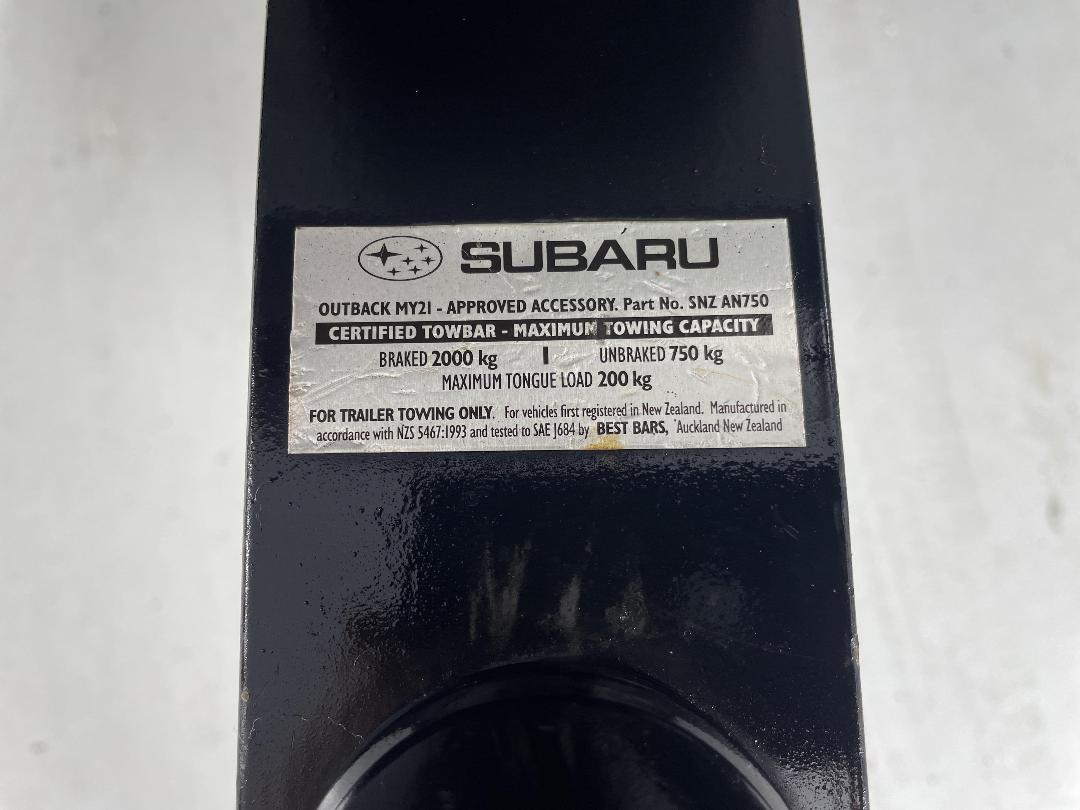 SUBARU
OUTBACK MY21 - APPROVED ACCESSORY. Part No. SNZ AN750
CERTIFIED TOWBAR - MAXIMUM TOWING CAPACITY
BRAKED 2000 kg | UNBRAKED 750 kg
MAXIMUM TONGUE LOAD 200 kg
FOR TRAILER TOWING ONLY. For vehicles first registered in New Zealand. Manufactured in
accordance with NZS 5467:1993 and tested to SAE J684 by BEST BARS, Auckland New Zealand